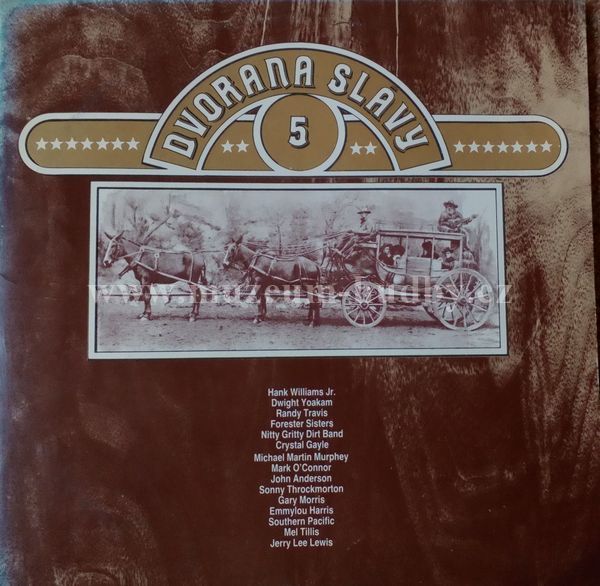 DVORANA SLÁVY
5
www.muzeum-hudby.cz
Hank Williams Jr.
Dwight Yoakam
Randy Travis
Forester Sisters
Nitty Gritty Dirt Band
Crystal Gayle
Michael Martin Murphey
Mark O'Connor
John Anderson
Sonny Throckmorton
Gary Morris
Emmylou Harris
Southern Pacific
Mel Tillis
Jerry Lee Lewis